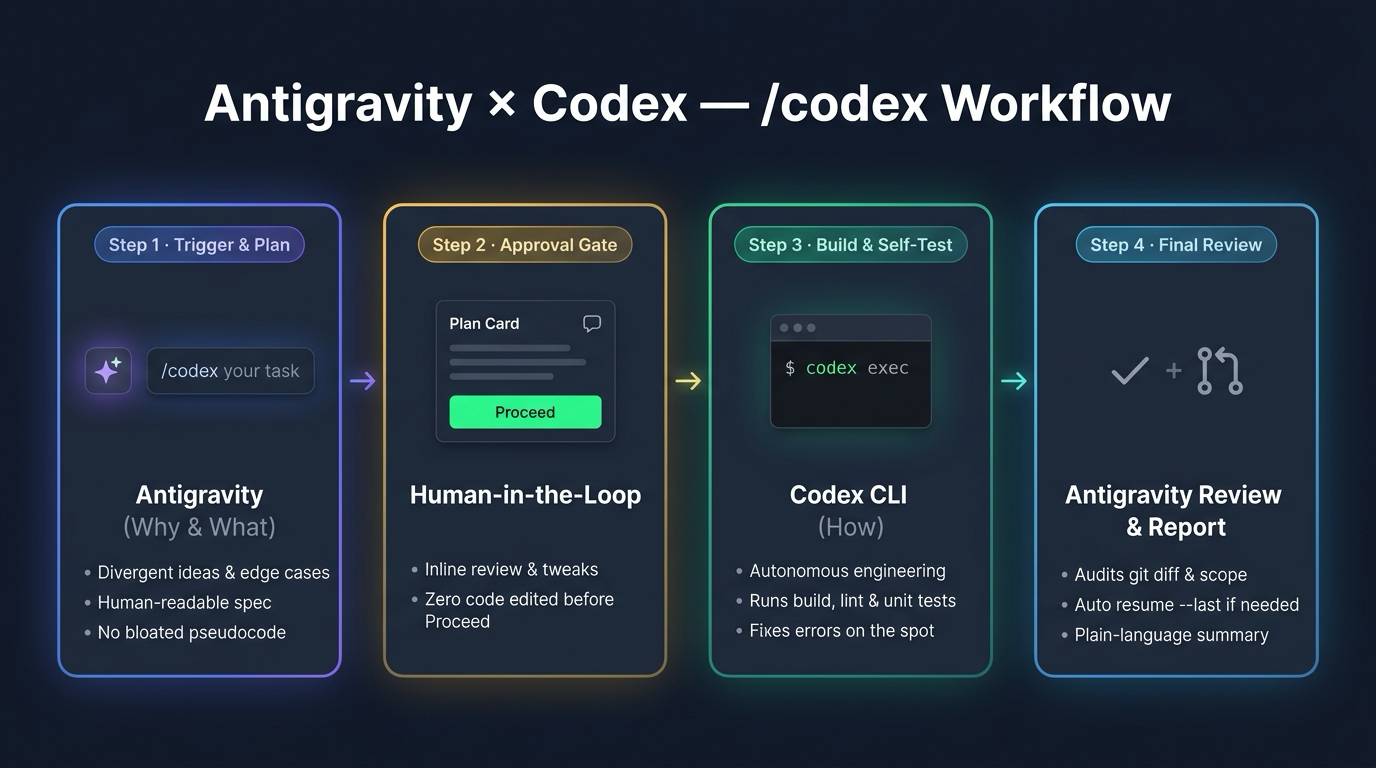 Antigravity × Codex — /codex Workflow
Step 1 · Trigger & Plan
/codex your task
Antigravity
(Why & What)
• Divergent ideas & edge cases
• Human-readable spec
• No bloated pseudocode
Step 2 · Approval Gate
Plan Card
Proceed
Human-in-the-Loop
• Inline review & tweaks
• Zero code edited before
Proceed
Step 3 · Build & Self-Test
$ codex exec
Codex CLI
(How)
• Autonomous engineering
• Runs build, lint & unit tests
• Fixes errors on the spot
Step 4 · Final Review
Antigravity Review
& Report
• Audits git diff & scope
• Auto resume --last if needed
• Plain-language summary